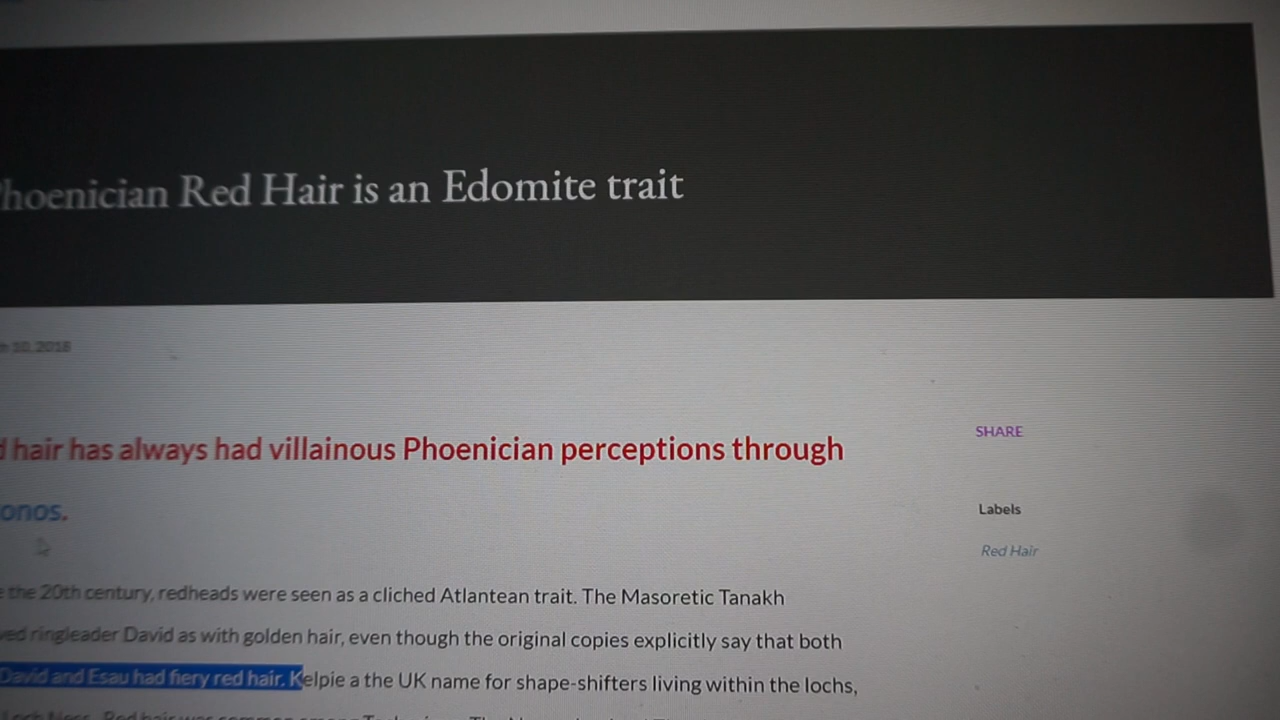 hoenician Red Hair is an Edomite trait
10, 2018
hair has always had villainous Phoenician perceptions through
SHARE
onos.
Labels
Red Hair
the 20th century, redheads were seen as a cliched Atlantean trait. The Masoretic Tanakh
ved ringleader David as with golden hair, even though the original copies explicitly say that both
David and Esau had fiery red hair. Kelpie a the UK name for shape-shifters living within the lochs,